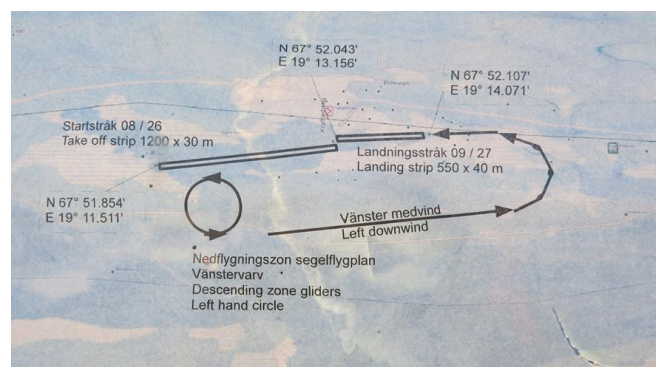 N 67° 52.043'
E 19° 13.156'
N 67° 52.107'
E 19° 14.071'
Startstråk 08 / 26
Take off strip 1200 x 30 m
Landningsstråk 09 / 27
Landing strip 550 x 40 m
N 67° 51.854'
E 19° 11.511'
Vänster medvind
Left downwind
Nedflygningszon segelflygplan
Vänstervarv
Descending zone gliders
Left hand circle